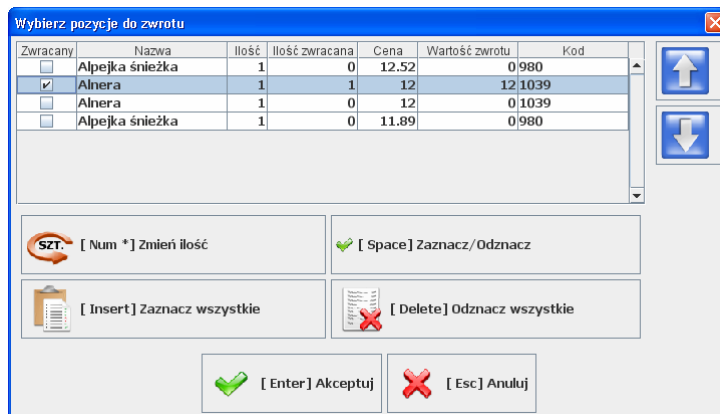 Wybierz pozycje do zwrotu
Zwracany Nazwa Ilość Ilość zwracana Cena Wartość zwrotu Kod
Alpejka śnieżka 1 0 12.52 0 980
Alnera 1 1 12 12 1039
Alnera 1 0 12 0 1039
Alpejka śnieżka 1 0 11.89 0 980
SZT. [ Num *] Zmień ilość [ Space] Zaznacz/Odznacz
[ Insert] Zaznacz wszystkie [ Delete] Odznacz wszystkie
[ Enter] Akceptuj [ Esc] Anuluj